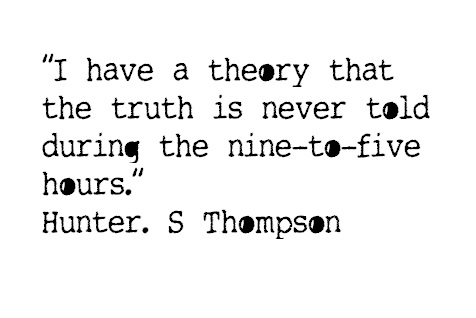 "I have a theory that
the truth is never told
during the nine-to-five
hours."
Hunter. S Thompson